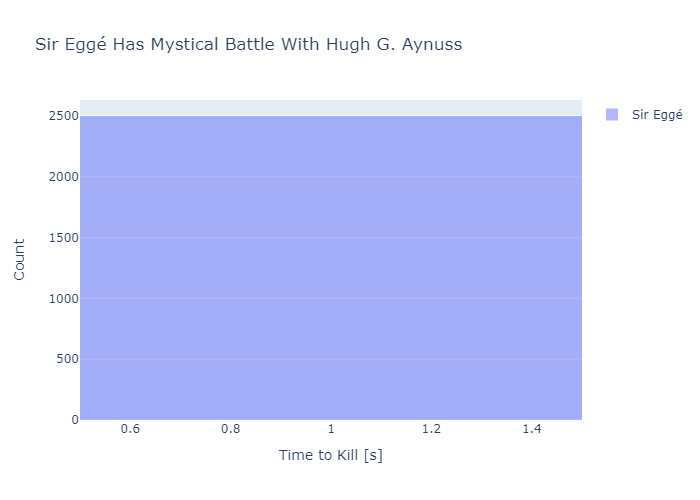 Sir Eggé Has Mystical Battle With Hugh G. Aynuss
Sir Eggé
2500
2000
1500
1000
500
0
Count
0.6 0.8 1 1.2 1.4
Time to Kill [s]